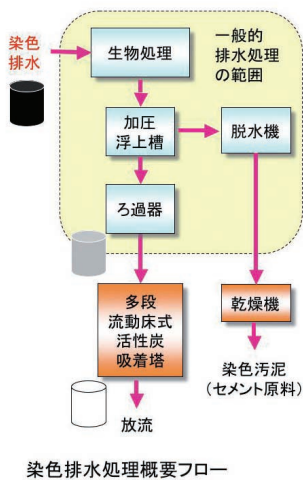 染色
排水
生物処理
一般的
排水処理
の範囲
加圧
浮上槽
脱水機
ろ過器
多段
流動床式
活性炭
吸着塔
乾燥機
放流
染色汚泥
（セメント原料）
染色排水処理概要フロー